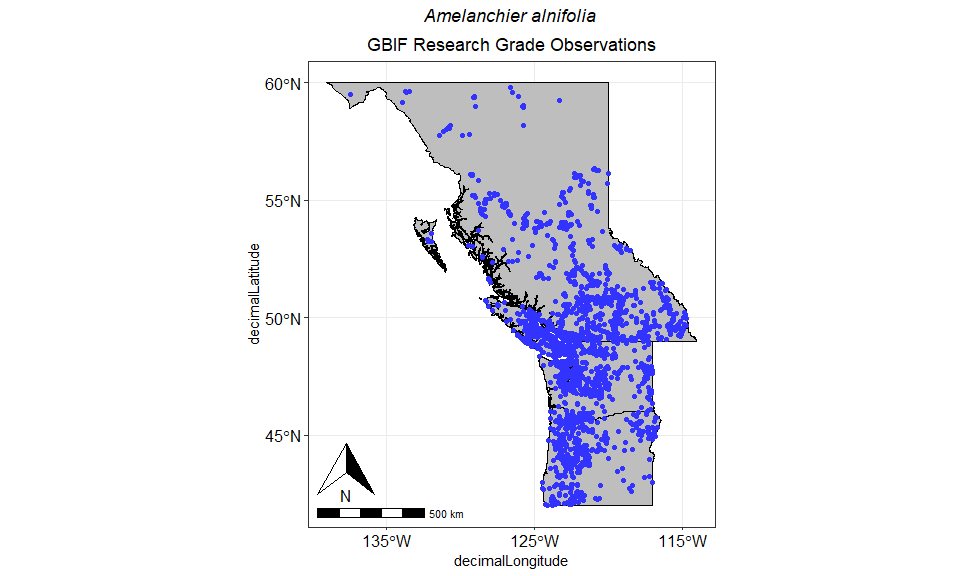 Amelanchier alnifolia
GBIF Research Grade Observations
60°N
55°N
50°N
45°N
decimalLatitude
N
500 km
135°W
125°W
115°W
decimalLongitude